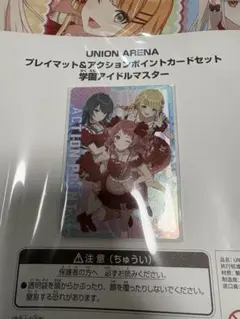 UNION ARENA
プレイマット&アクションポイントカードセット
学園アイドルマスター
ACTION POINT
注意(ちゅうい)
保護者の方へ 必ずお読みください。
●透明袋を頭からかぶったり、顔を覆ったりしないでください。
窒息する恐れがあります。